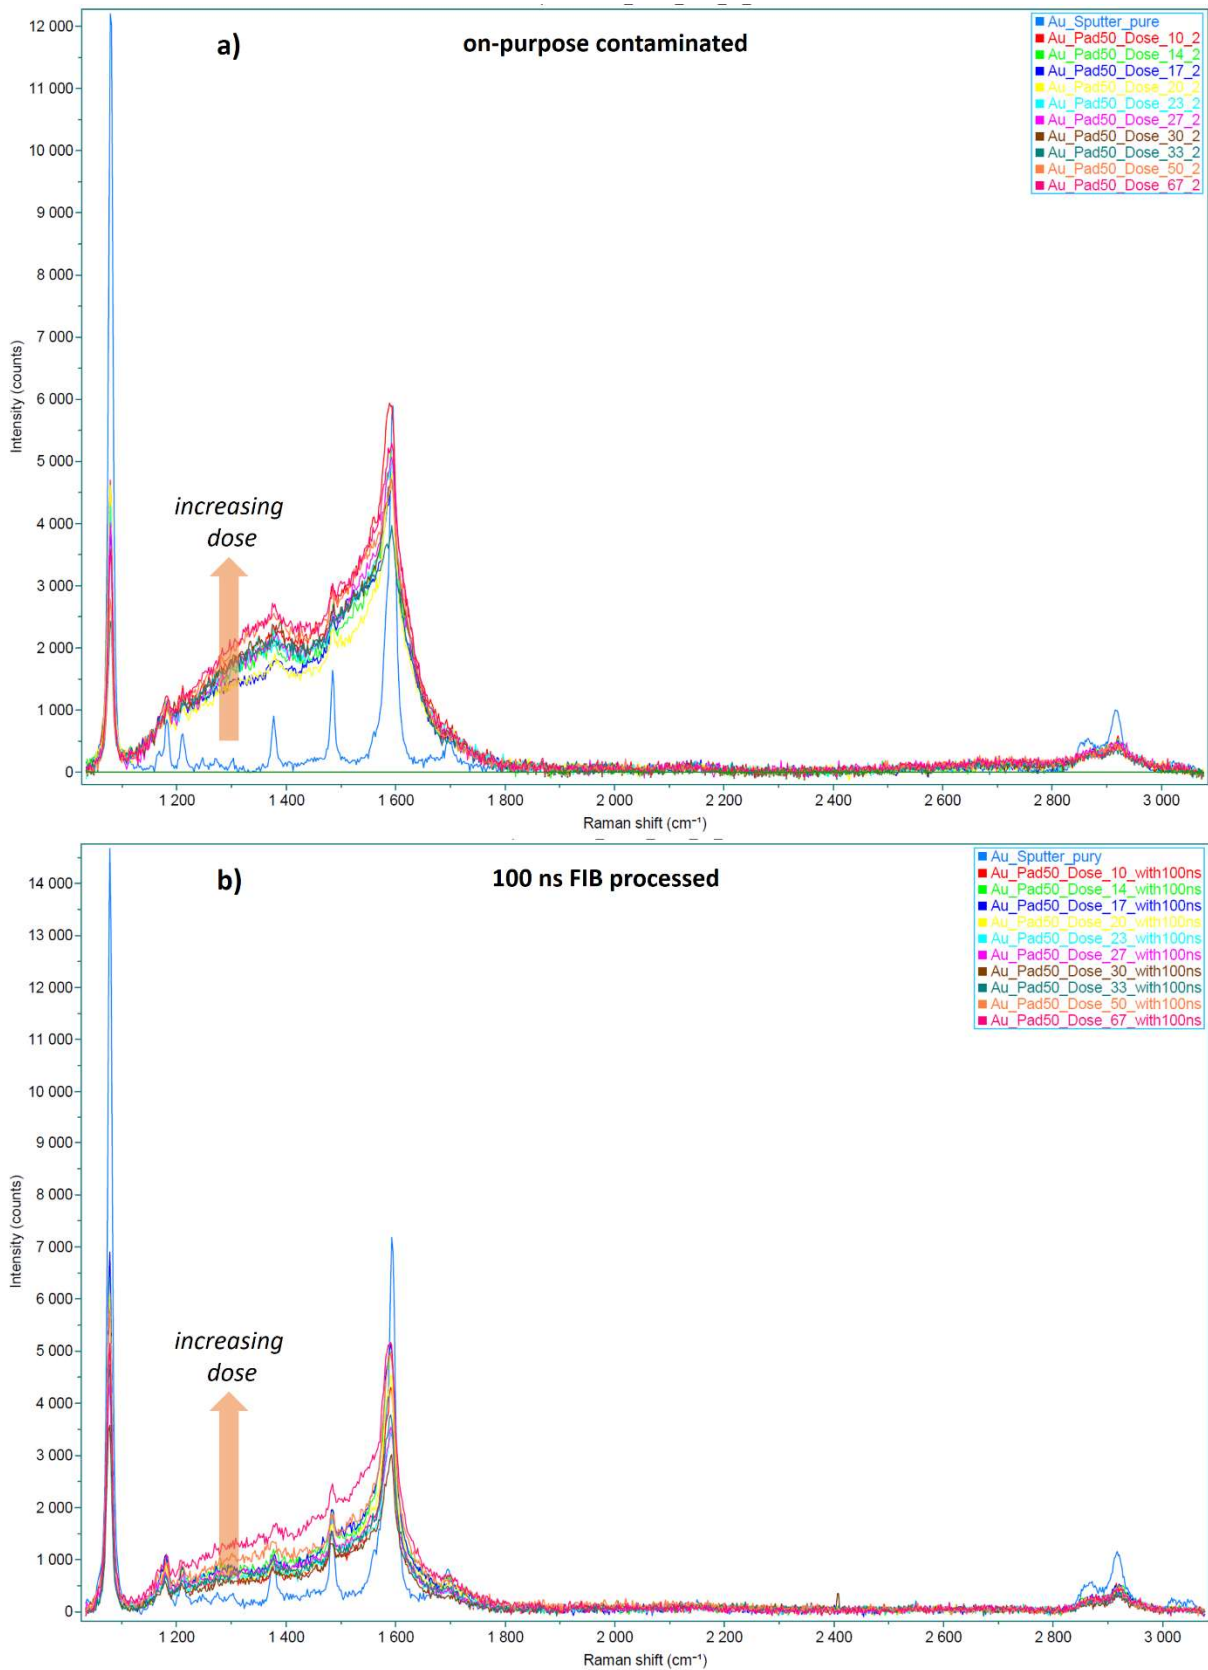 a)
on-purpose contaminated
Au_Sputter_pure
Au_Pad50_Dose_10_2
Au_Pad50_Dose_14_2
Au_Pad50_Dose_17_2
Au_Pad50_Dose_20_2
Au_Pad50_Dose_23_2
Au_Pad50_Dose_27_2
Au_Pad50_Dose_30_2
Au_Pad50_Dose_33_2
Au_Pad50_Dose_50_2
Au_Pad50_Dose_67_2
12 000
11 000
10 000
9 000
8 000
7 000
6 000
5 000
4 000
3 000
2 000
1 000
0
Intensity (counts)
increasing
dose
1 200 1 400 1 600 1 800 2 000 2 200 2 400 2 600 2 800 3 000
Raman shift (cm⁻¹)
b)
100 ns FIB processed
Au_Sputter_pury
Au_Pad50_Dose_10_with100ns
Au_Pad50_Dose_14_with100ns
Au_Pad50_Dose_17_with100ns
Au_Pad50_Dose_20_with100ns
Au_Pad50_Dose_23_with100ns
Au_Pad50_Dose_27_with100ns
Au_Pad50_Dose_30_with100ns
Au_Pad50_Dose_33_with100ns
Au_Pad50_Dose_50_with100ns
Au_Pad50_Dose_67_with100ns
14 000
13 000
12 000
11 000
10 000
9 000
8 000
7 000
6 000
5 000
4 000
3 000
2 000
1 000
0
Intensity (counts)
increasing
dose
1 200 1 400 1 600 1 800 2 000 2 200 2 400 2 600 2 800 3 000
Raman shift (cm⁻¹)